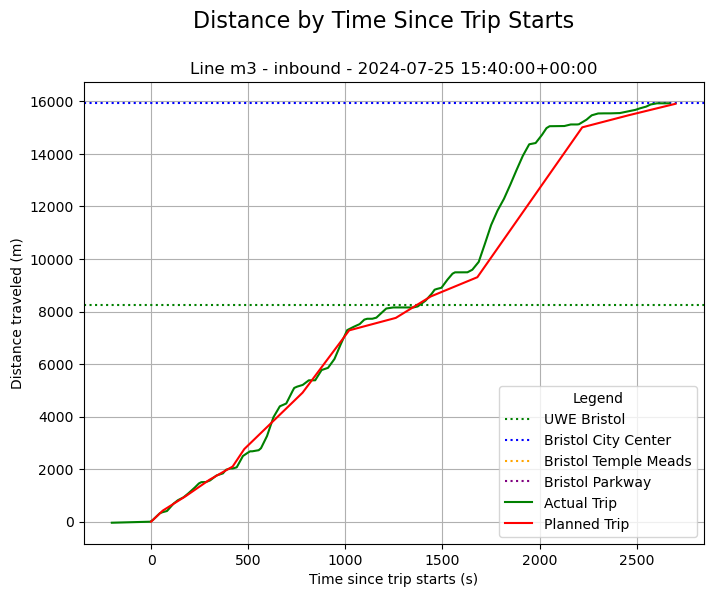 Distance by Time Since Trip Starts
Line m3 - inbound - 2024-07-25 15:40:00+00:00
Distance traveled (m)
16000
14000
12000
10000
8000
6000
4000
2000
0
Legend
UWE Bristol
Bristol City Center
Bristol Temple Meads
Bristol Parkway
Actual Trip
Planned Trip
0 500 1000 1500 2000 2500
Time since trip starts (s)